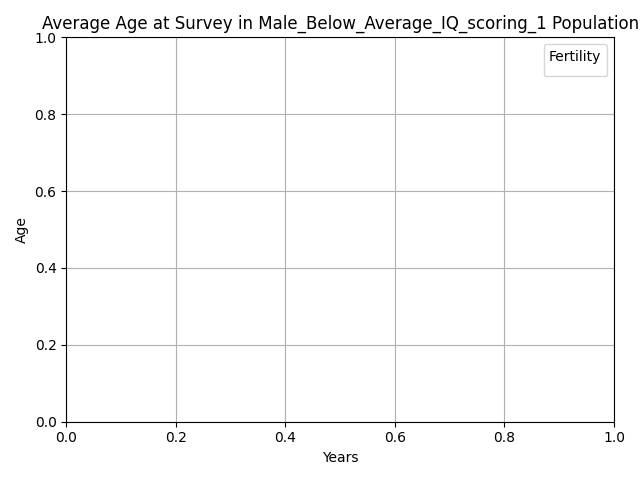 Average Age at Survey in Male_Below_Average_IQ_scoring_1 Population
Fertility
1.0
0.8
0.6
0.4
0.2
0.0
Age
0.0 0.2 0.4 0.6 0.8 1.0
Years